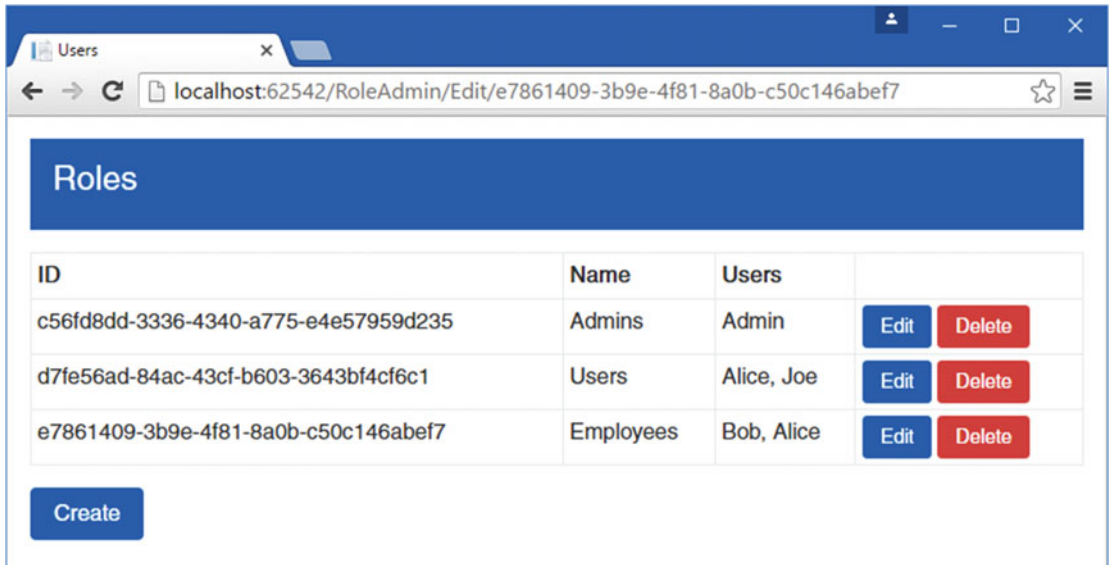 Users
localhost:62542/RoleAdmin/Edit/e7861409-3b9e-4f81-8a0b-c50c146abef7
Roles
ID Name Users
c56fd8dd-3336-4340-a775-e4e57959d235 Admins Admin Edit Delete
d7fe56ad-84ac-43cf-b603-3643bf4cf6c1 Users Alice, Joe Edit Delete
e7861409-3b9e-4f81-8a0b-c50c146abef7 Employees Bob, Alice Edit Delete
Create